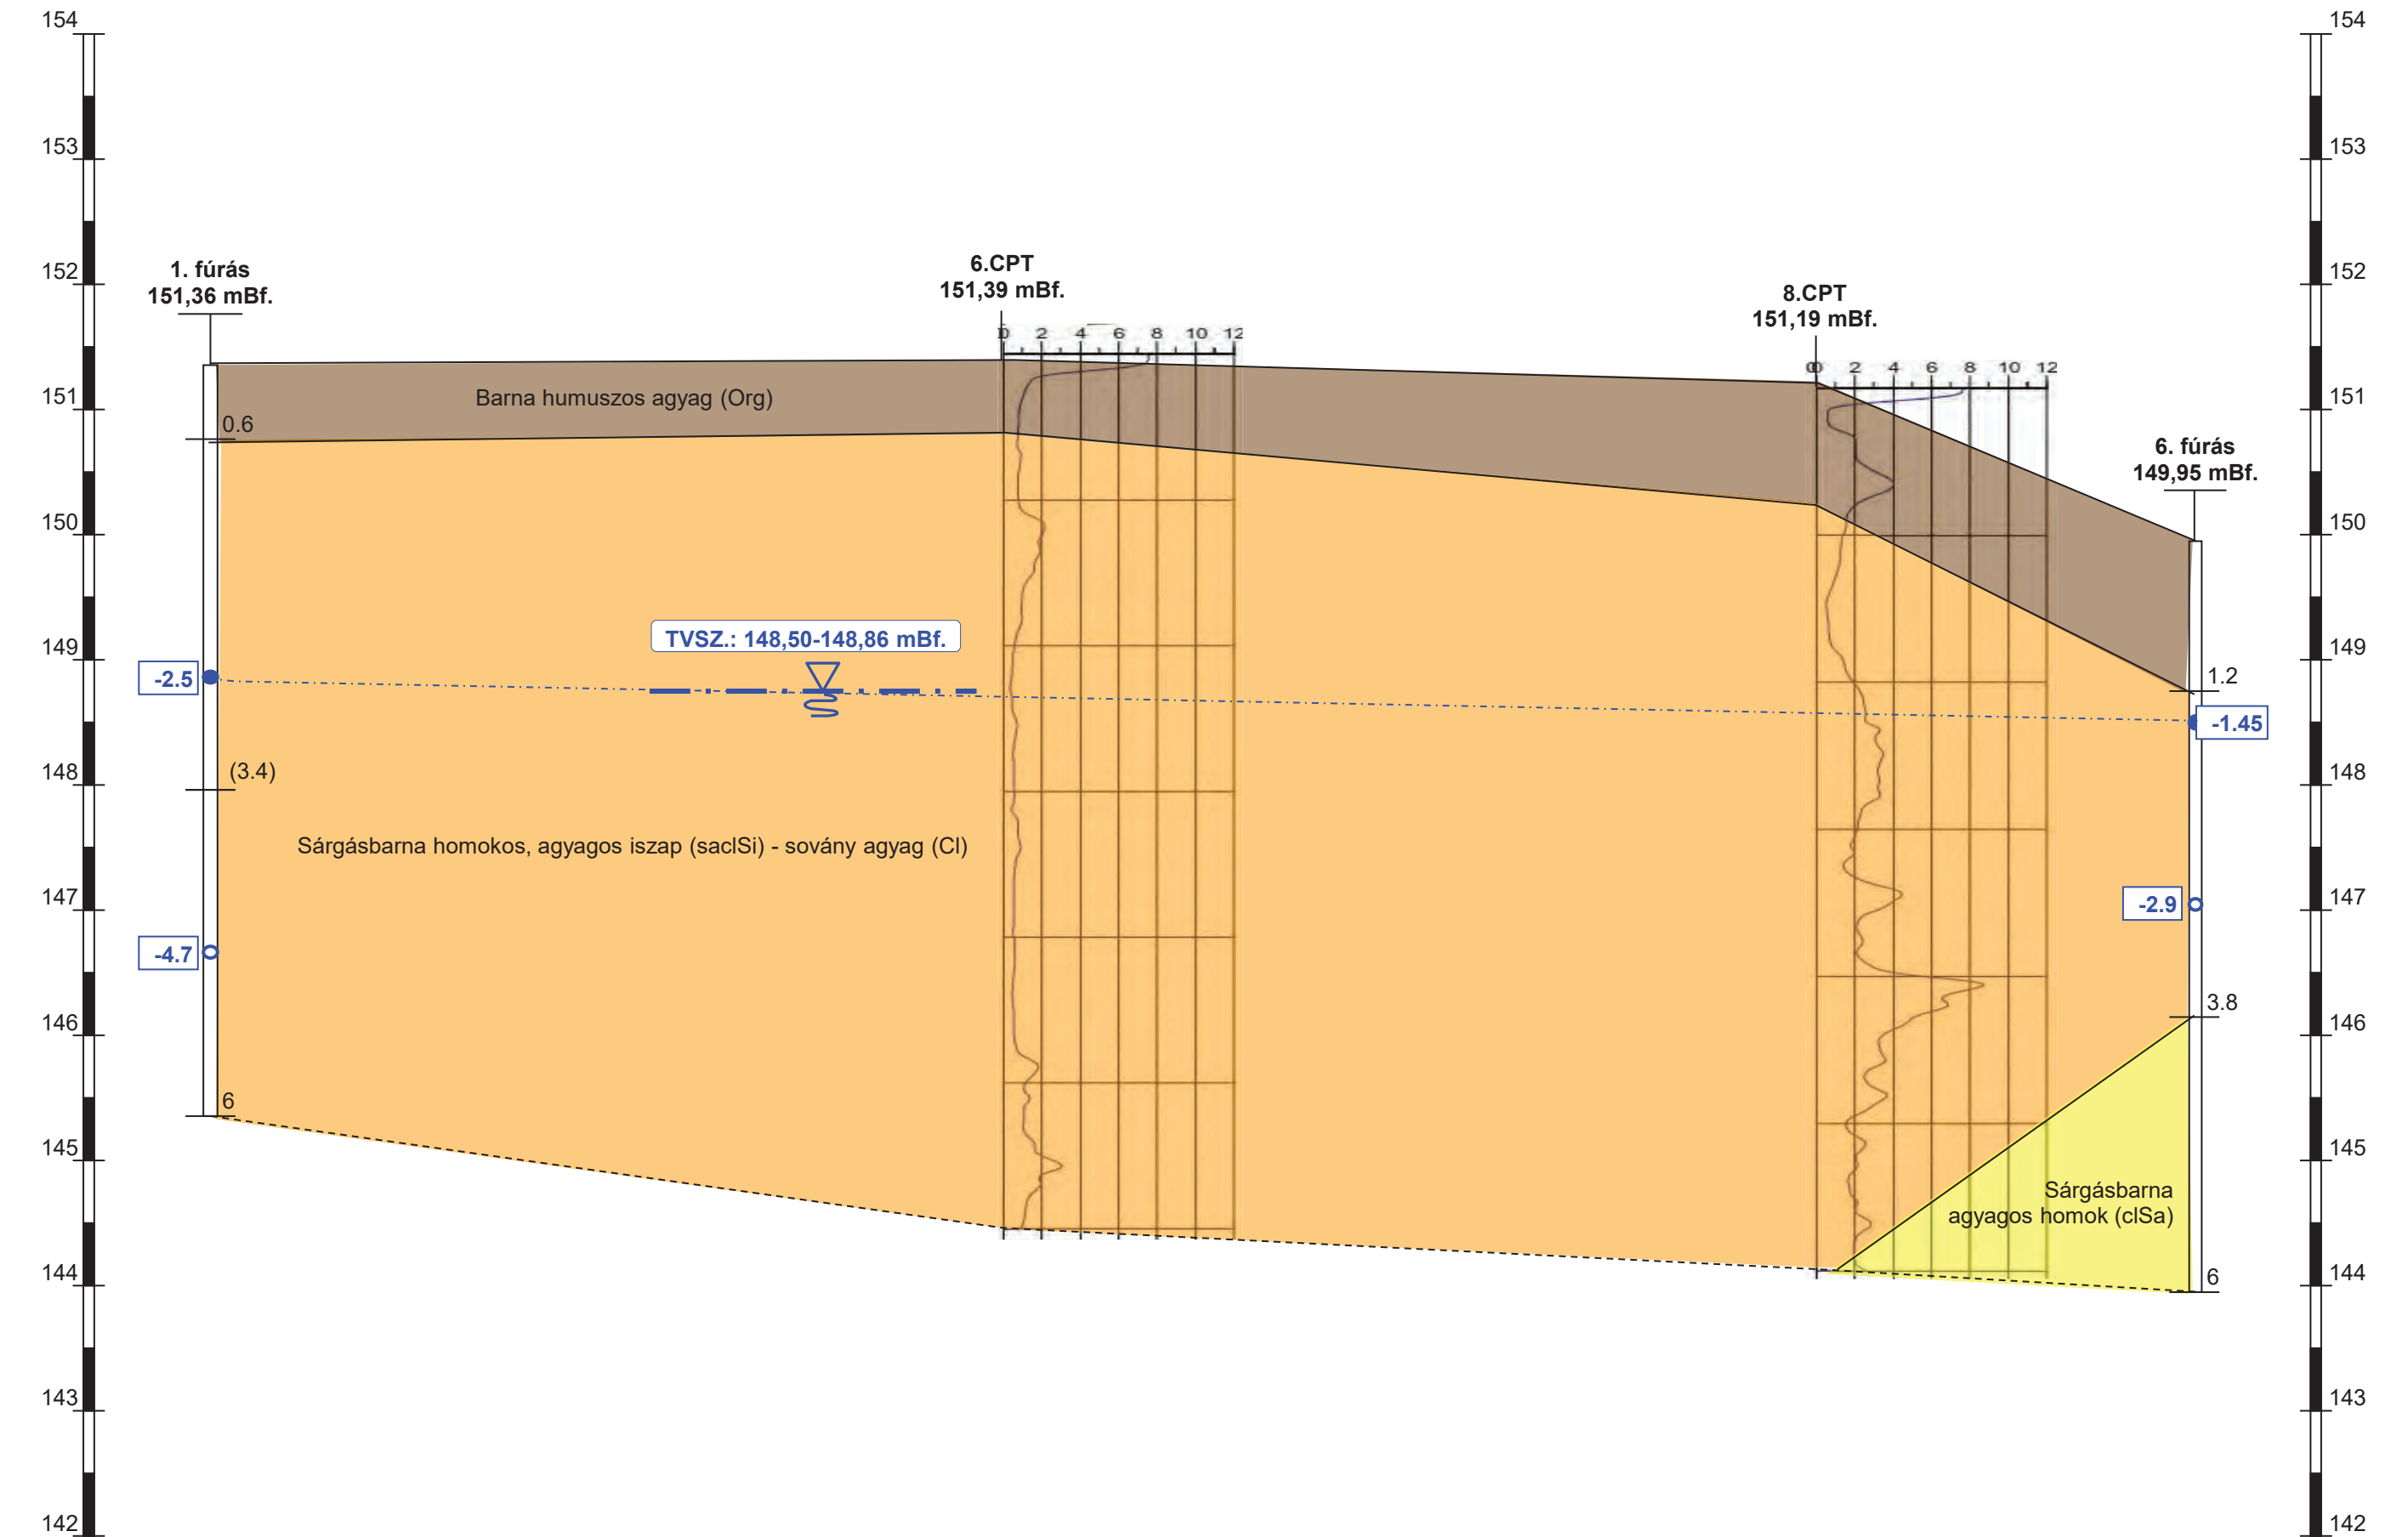 154
154
153
153
152
152
151
151
150
150
149
149
148
148
147
147
146
146
145
145
144
144
143
143
142
142
1. fúrás
151,36 mBf.
6.CPT
151,39 mBf.
8.CPT
151,19 mBf.
6. fúrás
149,95 mBf.
0 2 4 6 8 10 12
0 2 4 6 8 10 12
Barna humuszos agyag (Org)
0.6
TVSZ.: 148,50-148,86 mBf.
-2.5
1.2
-1.45
(3.4)
Sárgásbarna homokos, agyagos iszap (saclSi) - sovány agyag (Cl)
-2.9
-4.7
3.8
6
Sárgásbarna
agyagos homok (clSa)
6